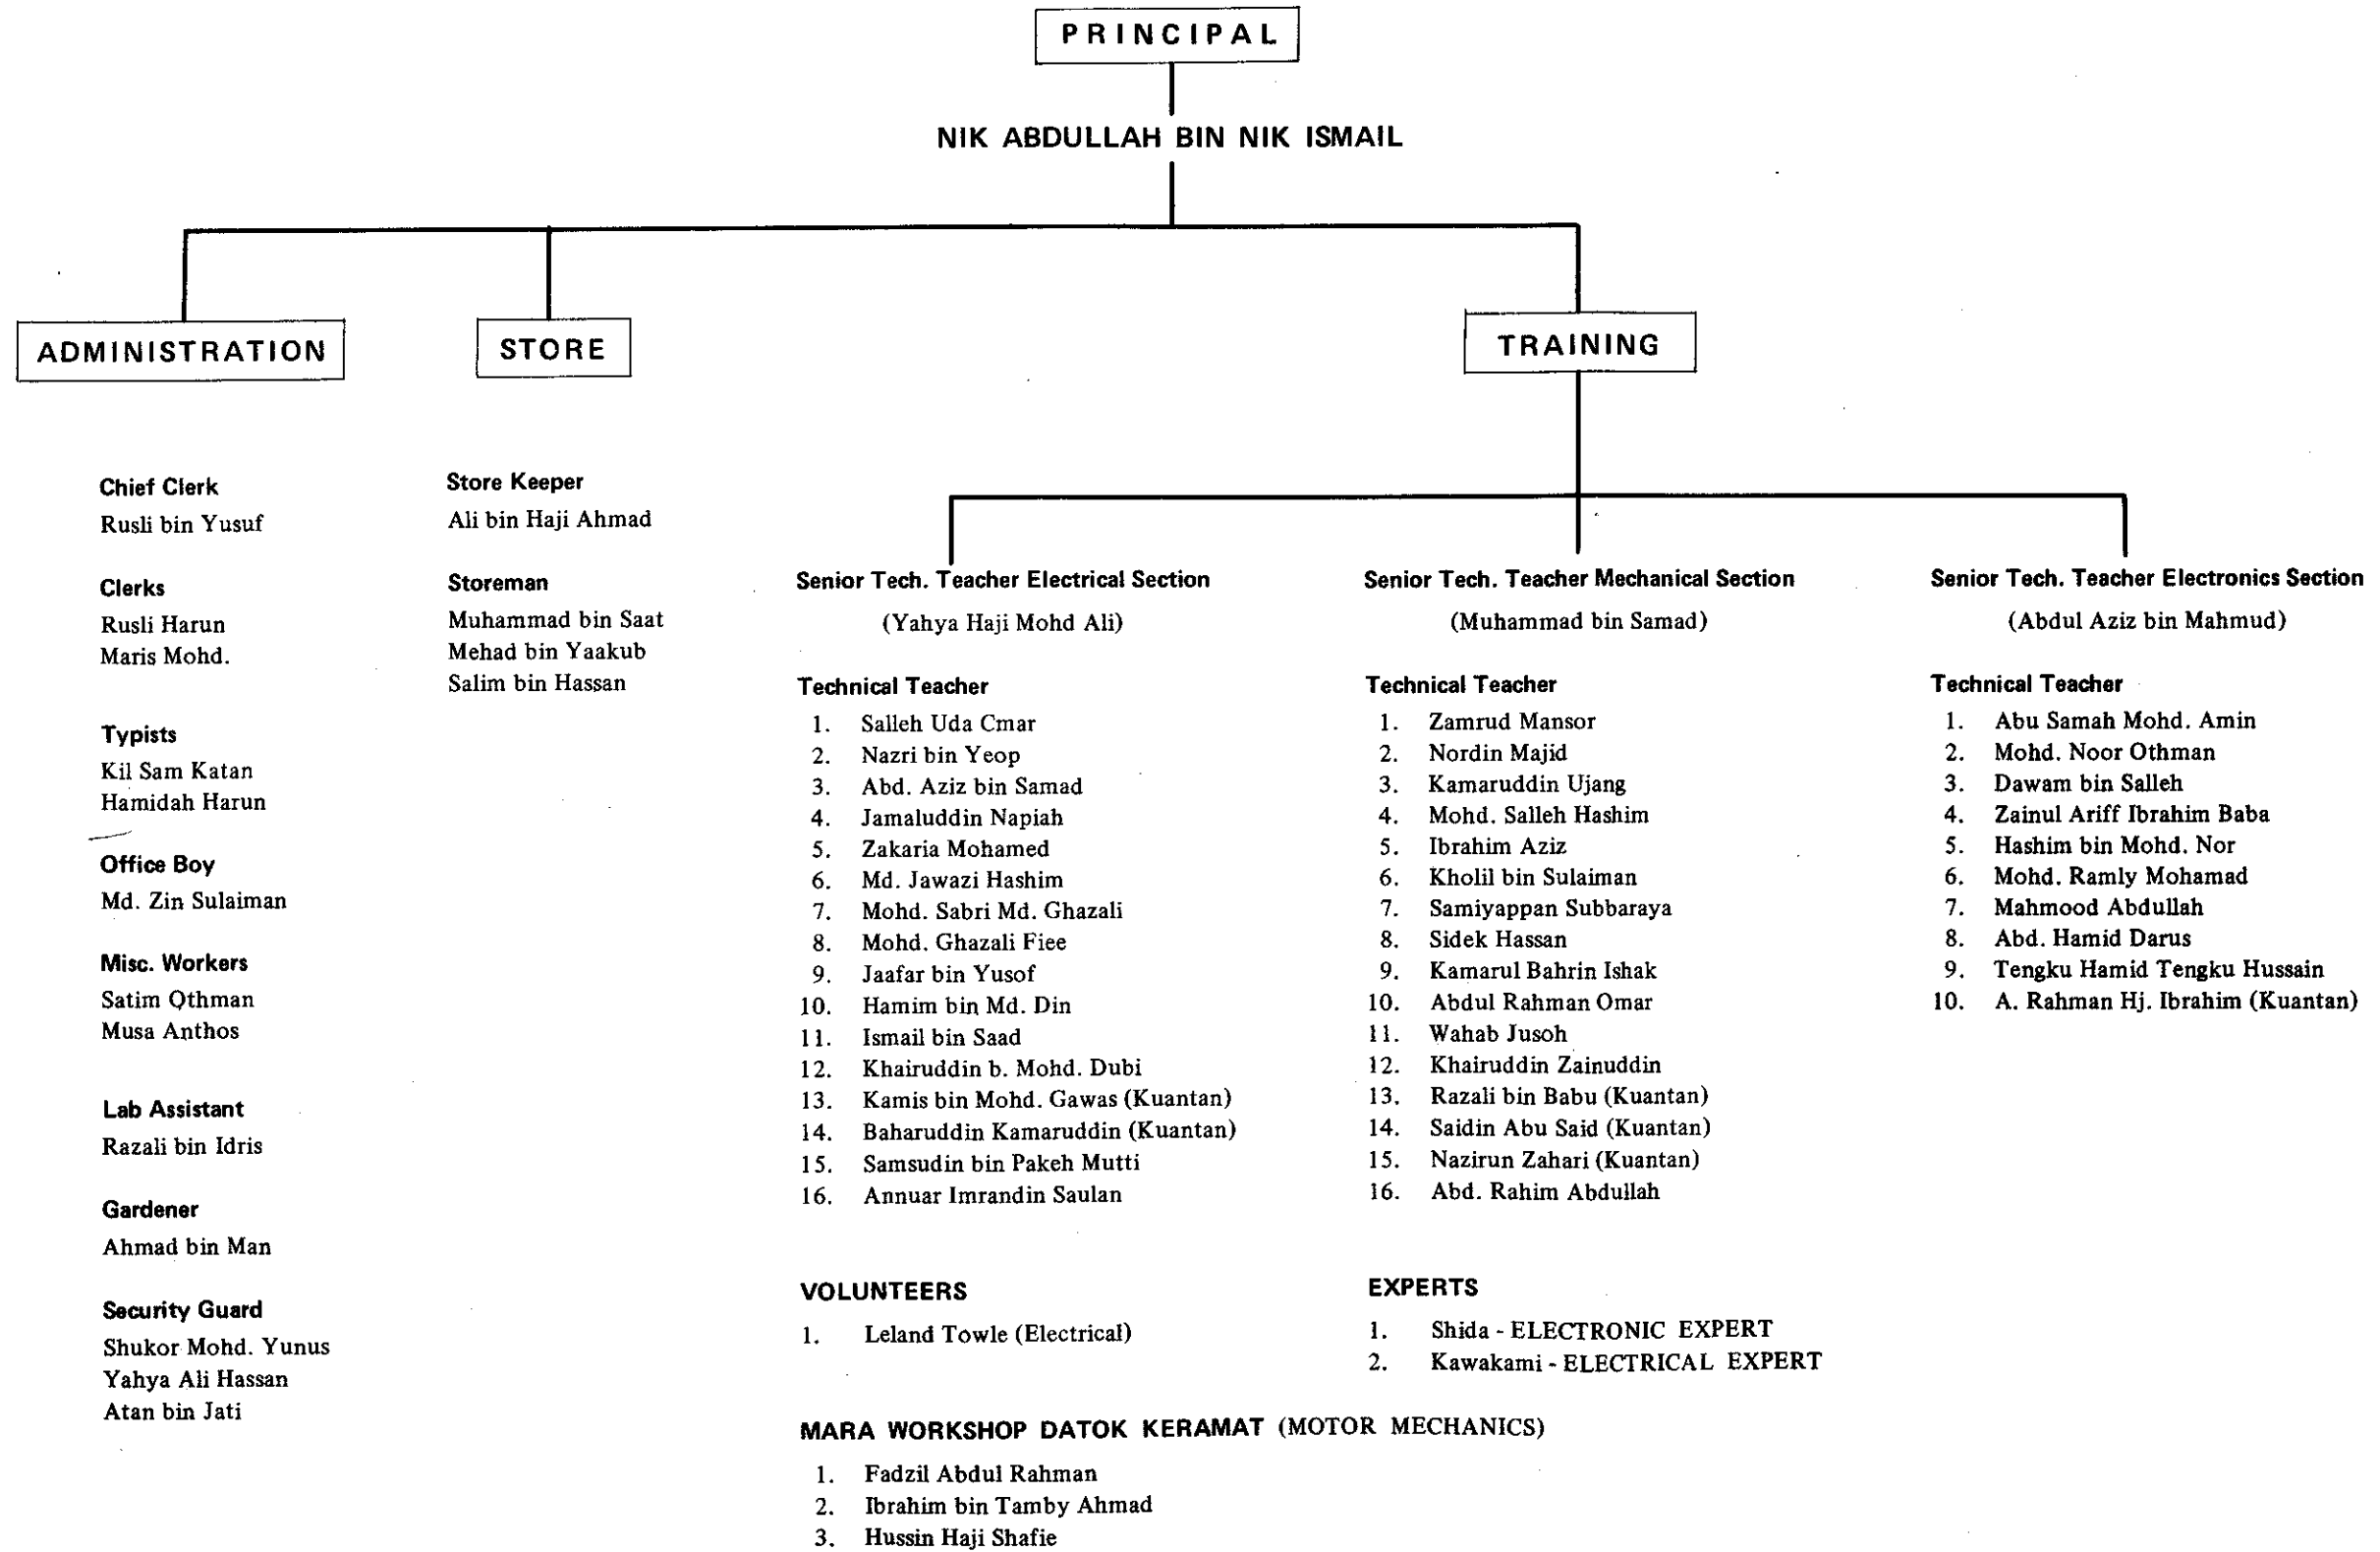 PRINCIPAL
NIK ABDULLAH BIN NIK ISMAIL
ADMINISTRATION
STORE
TRAINING
Chief Clerk
Rusli bin Yusuf
Clerks
Rusli Harun
Maris Mohd.
Typists
Kil Sam Katan
Hamidah Harun
Office Boy
Md. Zin Sulaiman
Misc. Workers
Satim Othman
Musa Anthos
Lab Assistant
Razali bin Idris
Gardener
Ahmad bin Man
Security Guard
Shukor Mohd. Yunus
Yahya Ali Hassan
Atan bin Jati
Store Keeper
Ali bin Haji Ahmad
Storeman
Muhammad bin Saat
Mehad bin Yaakub
Salim bin Hassan
Senior Tech. Teacher Electrical Section
(Yahya Haji Mohd Ali)
Technical Teacher
1. Salleh Uda Cmar
2. Nazri bin Yeop
3. Abd. Aziz bin Samad
4. Jamaluddin Napiah
5. Zakaria Mohamed
6. Md. Jawazi Hashim
7. Mohd. Sabri Md. Ghazali
8. Mohd. Ghazali Fiee
9. Jaafar bin Yusof
10. Hamim bin Md. Din
11. Ismail bin Saad
12. Khairuddin b. Mohd. Dubi
13. Kamis bin Mohd. Gawas (Kuantan)
14. Baharuddin Kamaruddin (Kuantan)
15. Samsudin bin Pakeh Mutti
16. Annuar Imrandin Saulan
Senior Tech. Teacher Mechanical Section
(Muhammad bin Samad)
Technical Teacher
1. Zamrud Mansor
2. Nordin Majid
3. Kamaruddin Ujang
4. Mohd. Salleh Hashim
5. Ibrahim Aziz
6. Kholil bin Sulaiman
7. Samiyappan Subbaraya
8. Sidek Hassan
9. Kamarul Bahrin Ishak
10. Abdul Rahman Omar
11. Wahab Jusoh
12. Khairuddin Zainuddin
13. Razali bin Babu (Kuantan)
14. Saidin Abu Said (Kuantan)
15. Nazirun Zahari (Kuantan)
16. Abd. Rahim Abdullah
Senior Tech. Teacher Electronics Section
(Abdul Aziz bin Mahmud)
Technical Teacher
1. Abu Samah Mohd. Amin
2. Mohd. Noor Othman
3. Dawam bin Salleh
4. Zainul Ariff Ibrahim Baba
5. Hashim bin Mohd. Nor
6. Mohd. Ramly Mohamad
7. Mahmood Abdullah
8. Abd. Hamid Darus
9. Tengku Hamid Tengku Hussain
10. A. Rahman Hj. Ibrahim (Kuantan)
VOLUNTEERS
1. Leland Towle (Electrical)
EXPERTS
1. Shida - ELECTRONIC EXPERT
2. Kawakami - ELECTRICAL EXPERT
MARA WORKSHOP DATOK KERAMAT (MOTOR MECHANICS)
1. Fadzil Abdul Rahman
2. Ibrahim bin Tamby Ahmad
3. Hussin Haji Shafie